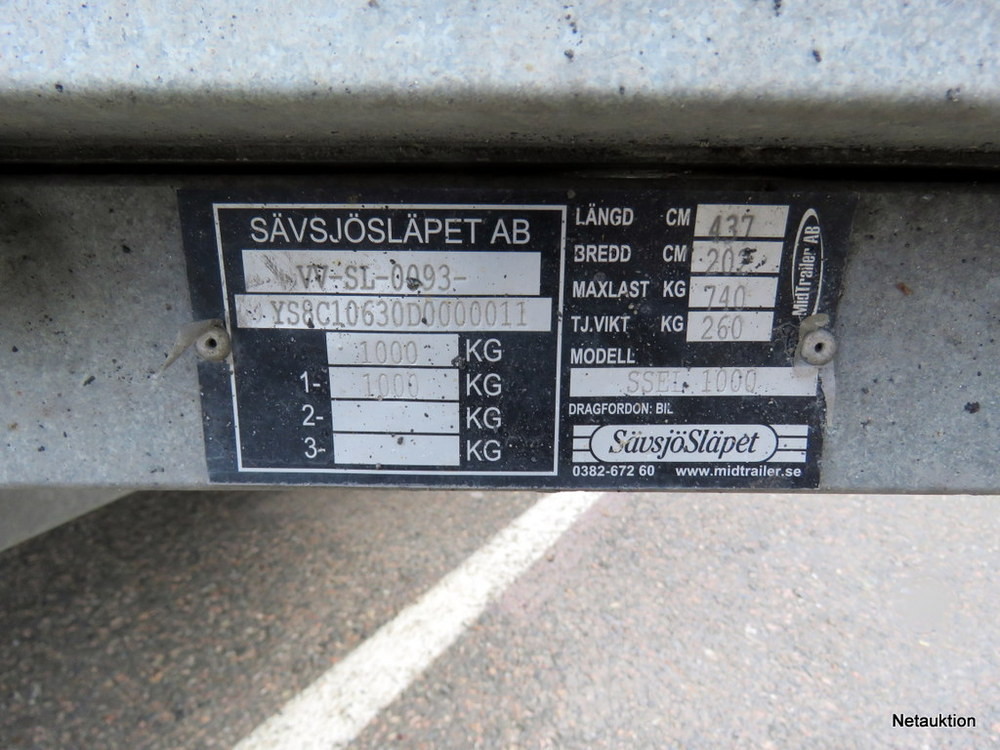 SÄVSJÖSLÄPET AB
VV-SL-0093-
YS8C10630D0000011
1000 KG
1- 1000 KG
2- KG
3- KG
LÄNGD CM 437
BREDD CM
MAXLAST KG 740
TJ.VIKT KG 260
MODELL
SSEL 1000
DRAGFORDON: BIL
SävsjöSläpet
0382-672 60 www.midtrailer.se
MidTrailer AB
Netauktion